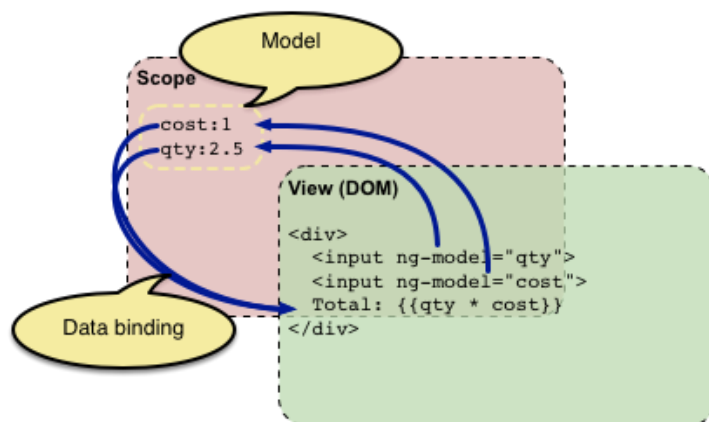 Model
Scope
cost:1
qty:2.5
View (DOM)
<div>
<input ng-model="qty">
<input ng-model="cost">
Total: {{qty * cost}}
</div>
Data binding